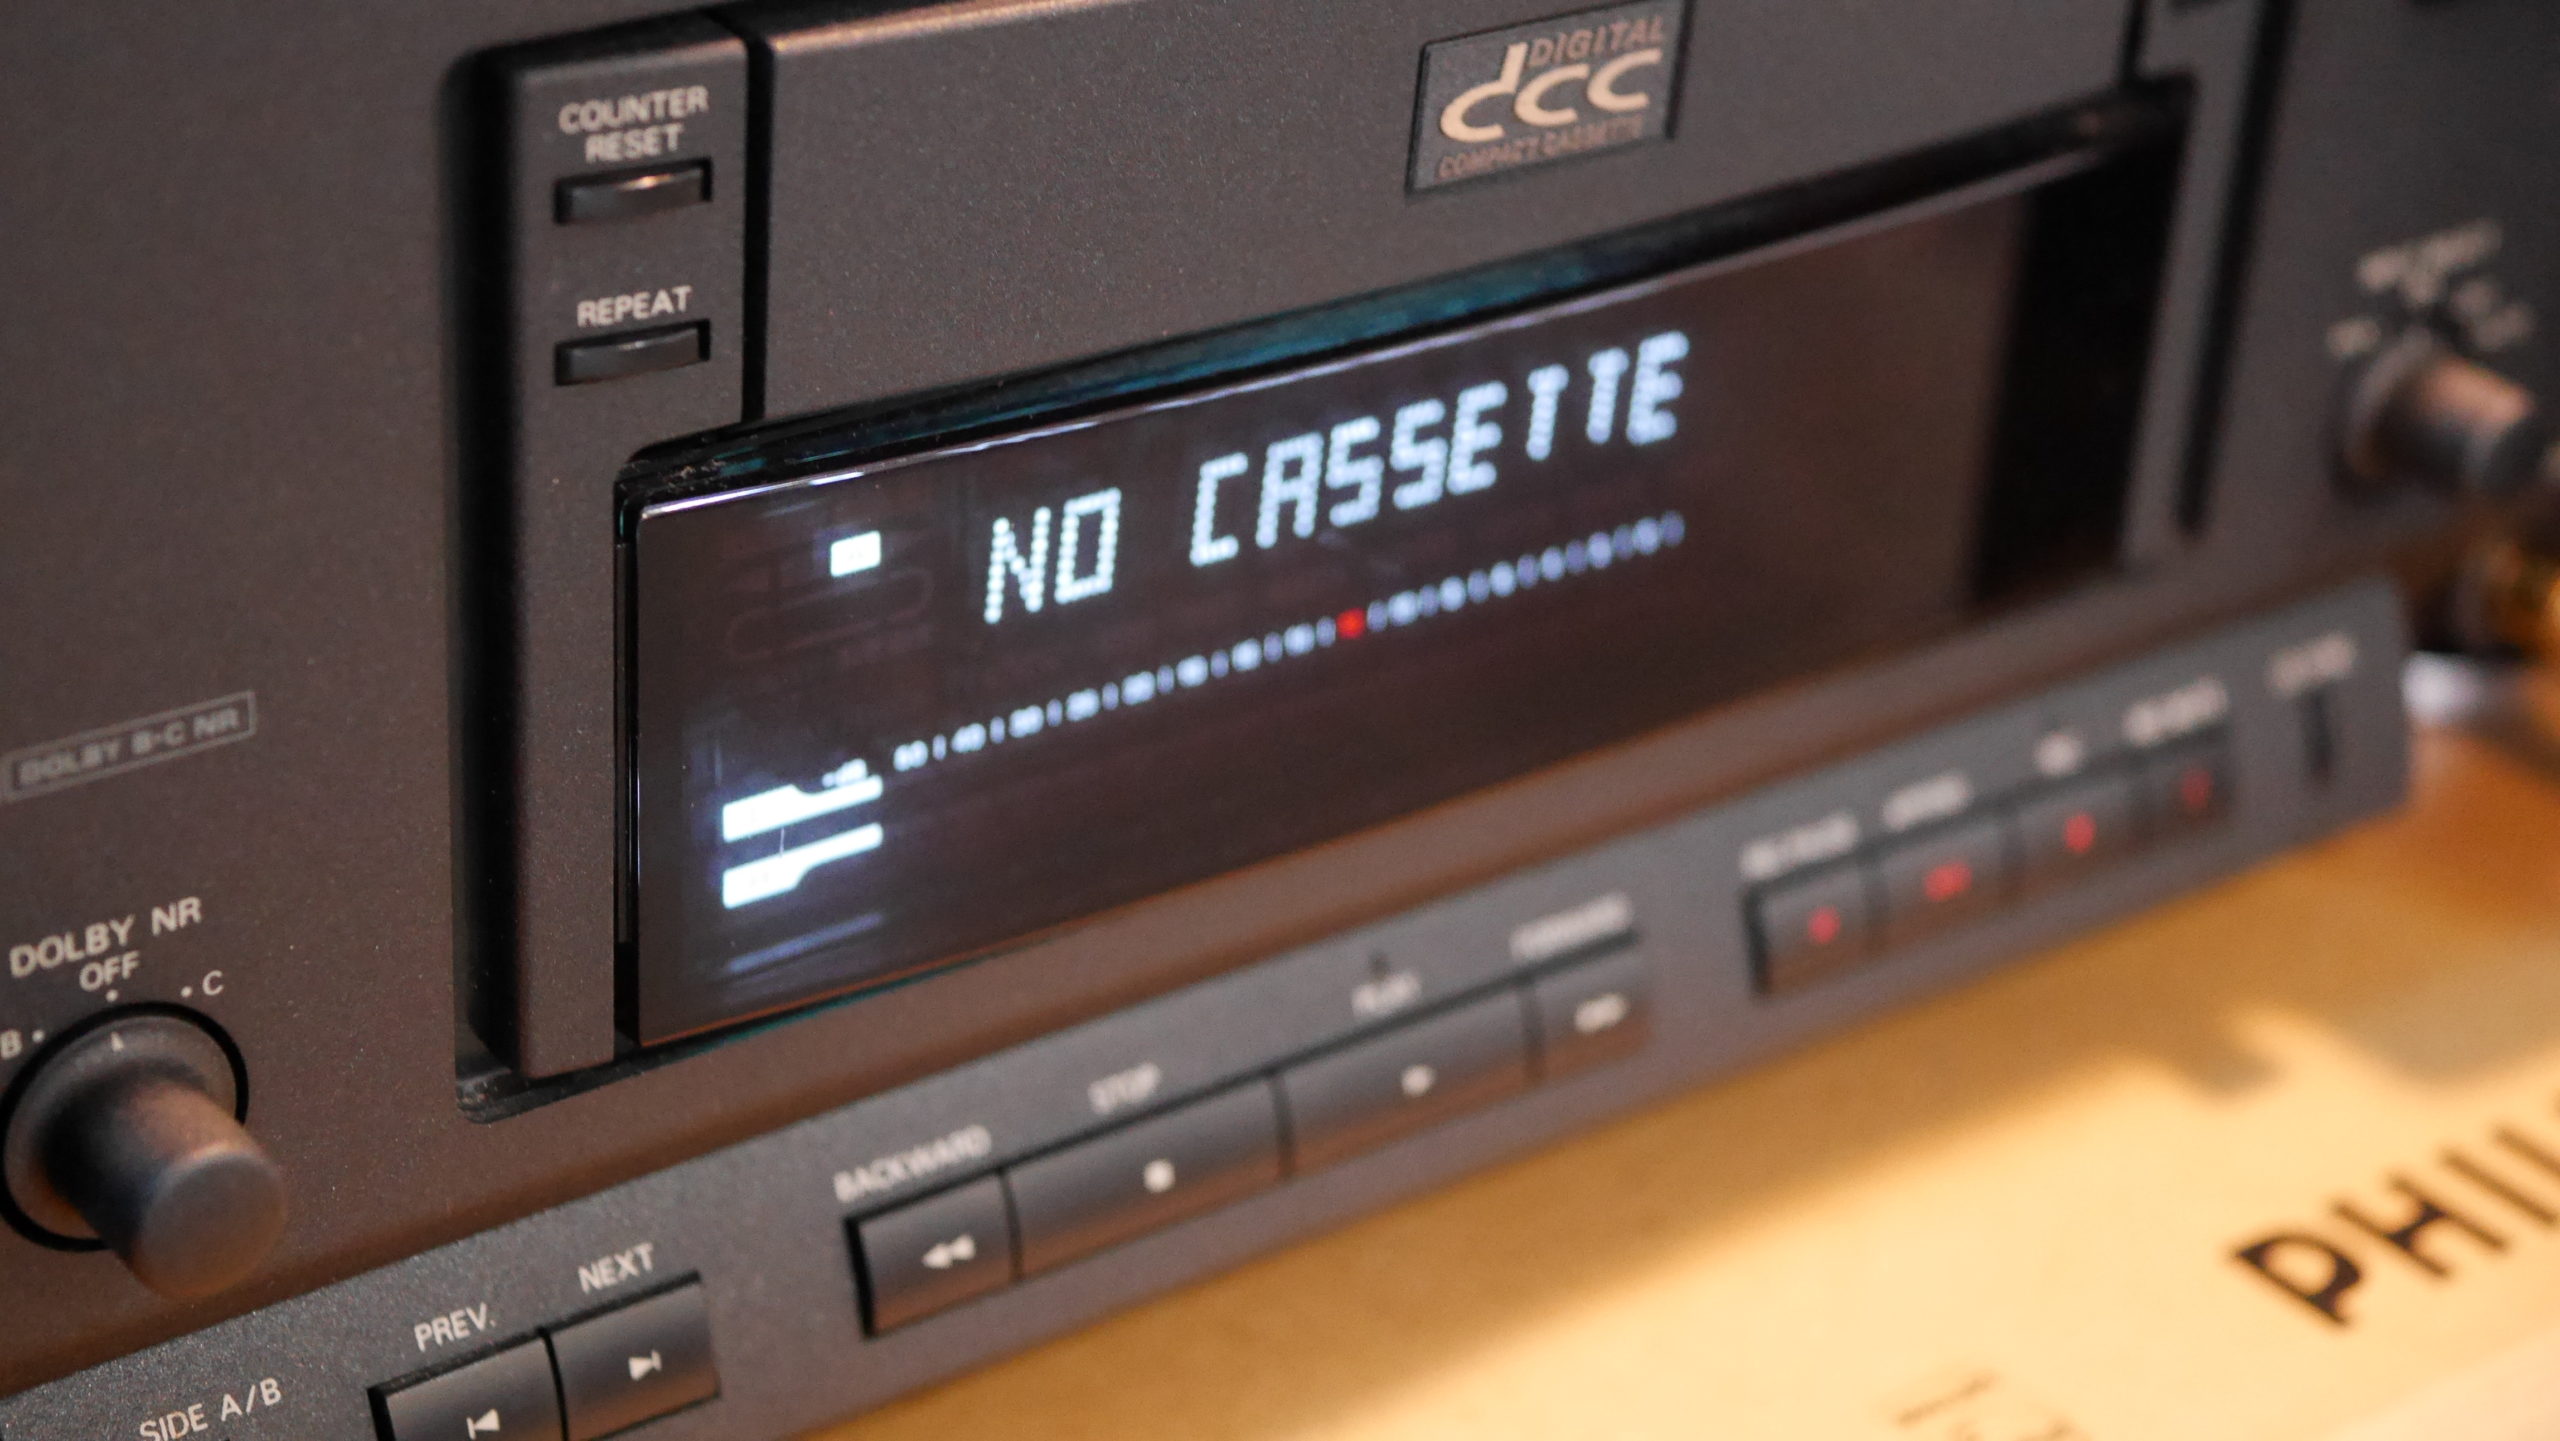 COUNTER
RESET
REPEAT
DIGITAL
dcc
COMPACT CASSETTE
NO CASSETTE
DOLBY B-C NR
DOLBY NR
OFF
B
C
BACKWARD
STOP
PLAY
FORWARD
PREV.
NEXT
SIDE A/B
PHIL